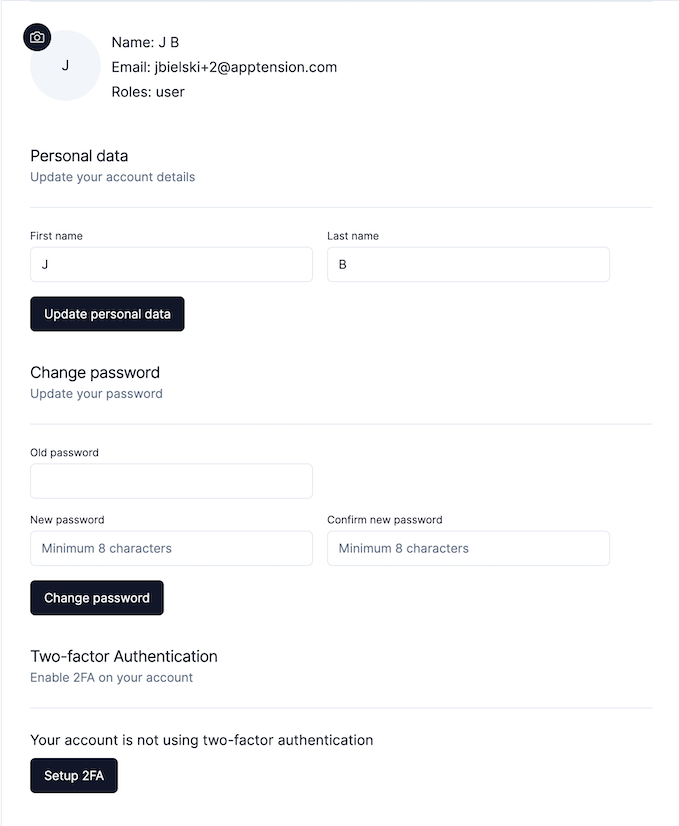 J
Name: J B
Email: jbielski+2@apptension.com
Roles: user
Personal data
Update your account details
First name
Last name
J
B
Update personal data
Change password
Update your password
Old password
New password
Confirm new password
Minimum 8 characters
Minimum 8 characters
Change password
Two-factor Authentication
Enable 2FA on your account
Your account is not using two-factor authentication
Setup 2FA